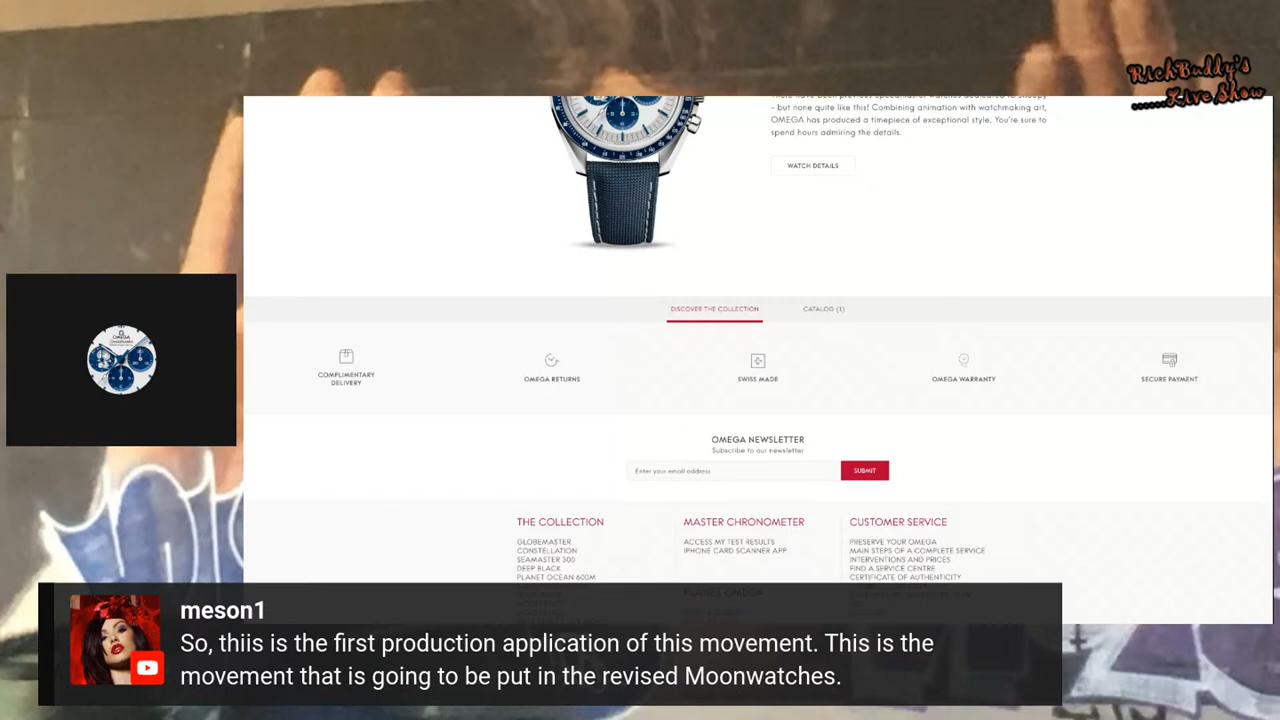 RichBuddy's
......Live Show
– but none quite like this! Combining animation with watchmaking art,
OMEGA has produced a timepiece of exceptional style. You're sure to
spend hours admiring the details.
WATCH DETAILS
DISCOVER THE COLLECTION
CATALOG (1)
COMPLIMENTARY
DELIVERY
OMEGA RETURNS
SWISS MADE
OMEGA WARRANTY
SECURE PAYMENT
OMEGA NEWSLETTER
Subscribe to our newsletter
Enter your email address
SUBMIT
THE COLLECTION
GLOBEMASTER
CONSTELLATION
SEAMASTER 300
DEEP BLACK
PLANET OCEAN 600M
MASTER CHRONOMETER
ACCESS MY TEST RESULTS
IPHONE CARD SCANNER APP
PLANET OMEGA
CUSTOMER SERVICE
PRESERVE YOUR OMEGA
MAIN STEPS OF A COMPLETE SERVICE
INTERVENTIONS AND PRICES
FIND A SERVICE CENTRE
CERTIFICATE OF AUTHENTICITY
meson1
So, thiis is the first production application of this movement. This is the
movement that is going to be put in the revised Moonwatches.